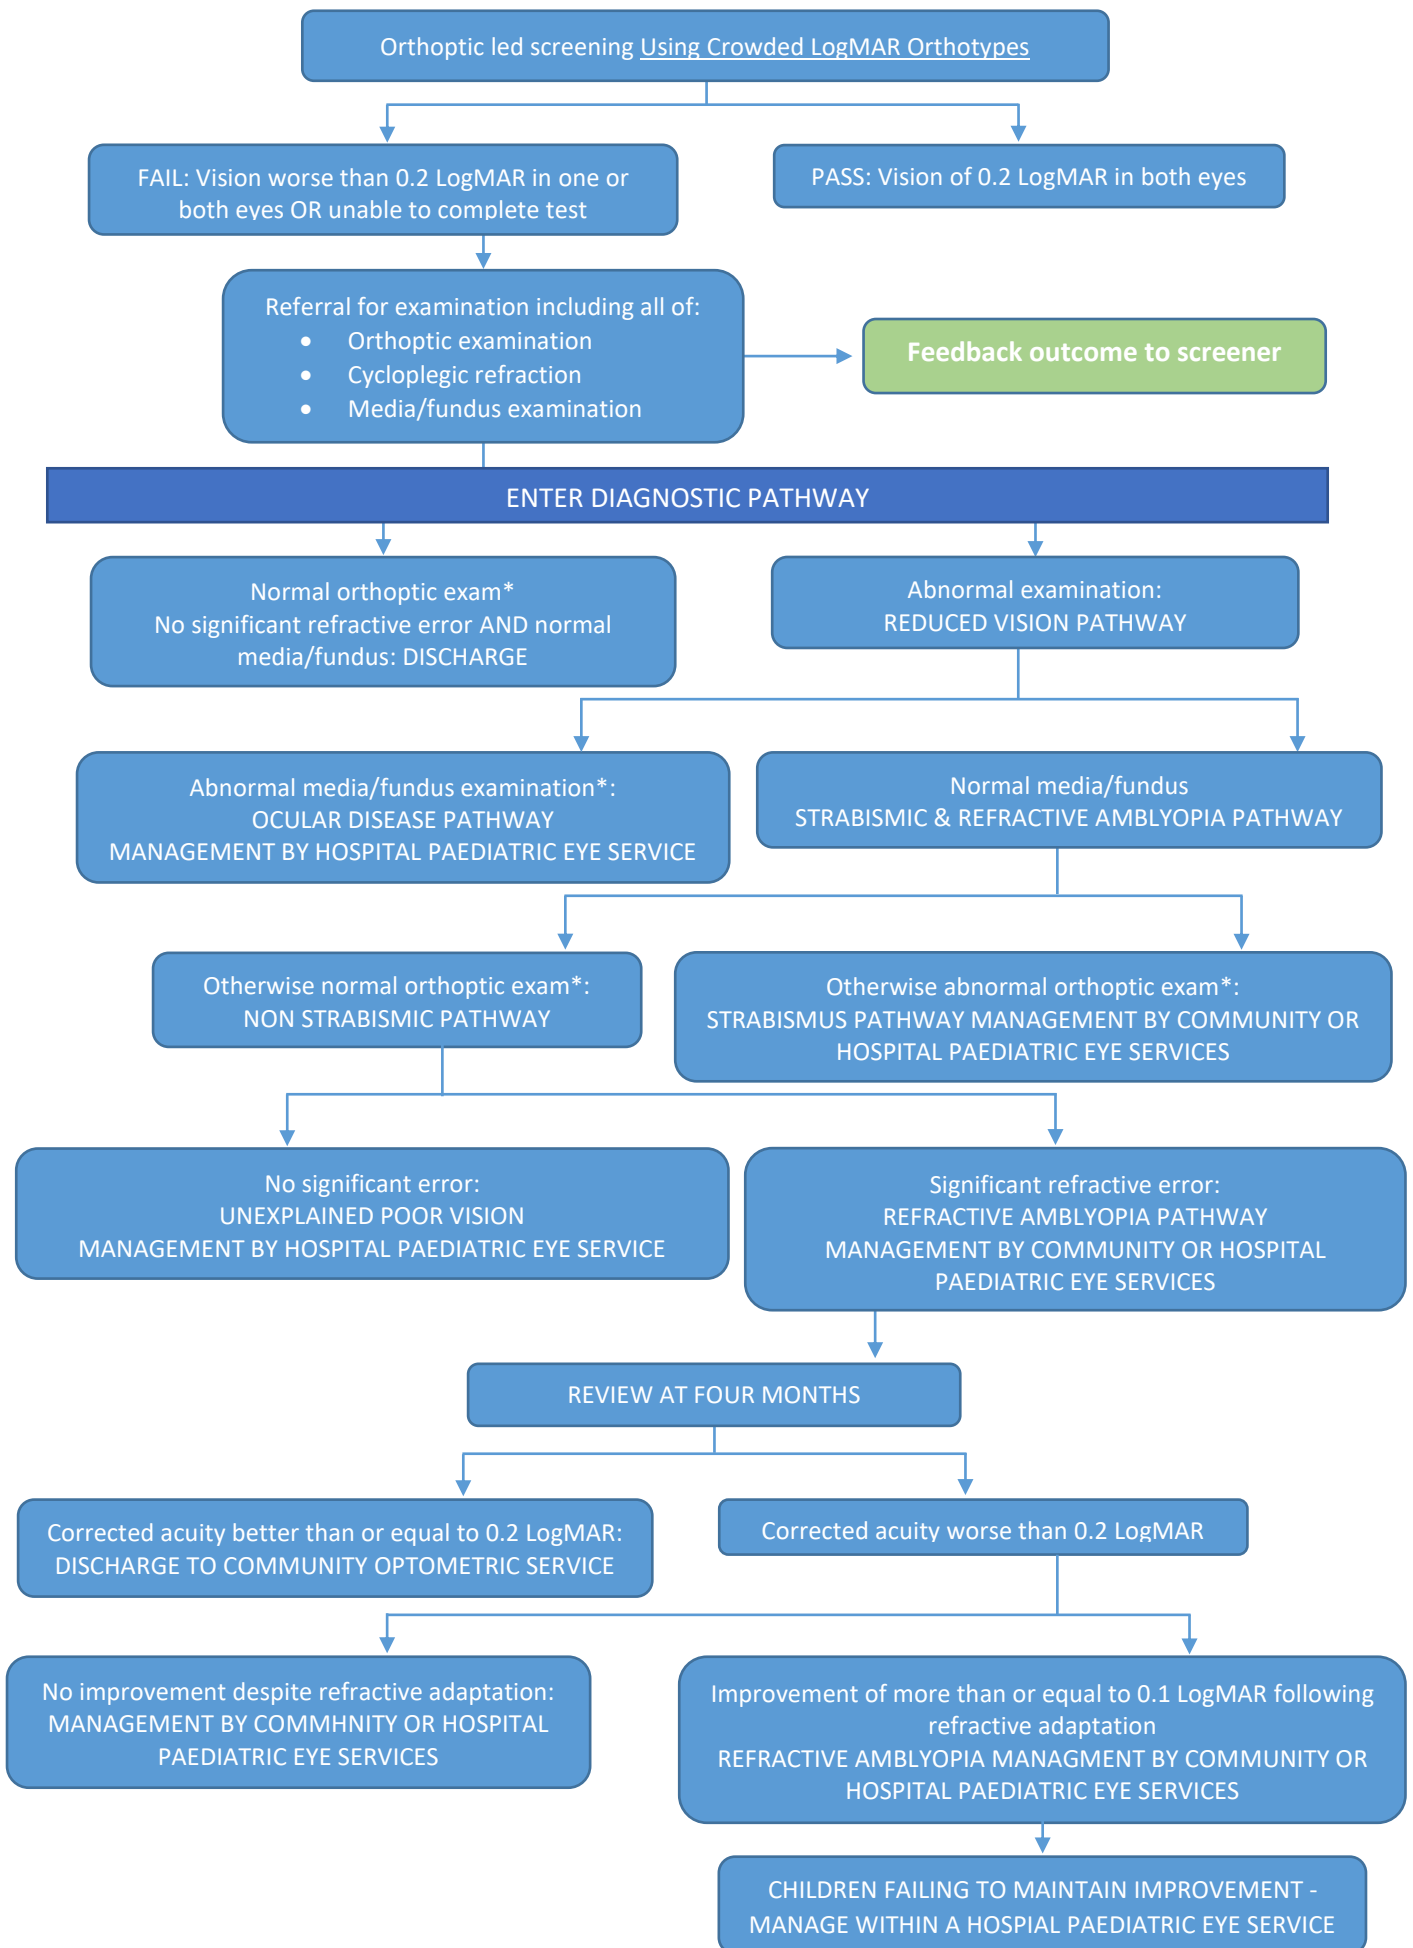 Orthoptic led screening Using Crowded LogMAR Orthotypes
FAIL: Vision worse than 0.2 LogMAR in one or
both eyes OR unable to complete test
PASS: Vision of 0.2 LogMAR in both eyes
Referral for examination including all of:
• Orthoptic examination
• Cycloplegic refraction
• Media/fundus examination
Feedback outcome to screener
ENTER DIAGNOSTIC PATHWAY
Normal orthoptic exam*
No significant refractive error AND normal
media/fundus: DISCHARGE
Abnormal examination:
REDUCED VISION PATHWAY
Abnormal media/fundus examination*:
OCULAR DISEASE PATHWAY
MANAGEMENT BY HOSPITAL PAEDIATRIC EYE SERVICE
Normal media/fundus
STRABISMIC & REFRACTIVE AMBLYOPIA PATHWAY
Otherwise normal orthoptic exam*:
NON STRABISMIC PATHWAY
Otherwise abnormal orthoptic exam*:
STRABISMUS PATHWAY MANAGEMENT BY COMMUNITY OR
HOSPITAL PAEDIATRIC EYE SERVICES
No significant error:
UNEXPLAINED POOR VISION
MANAGEMENT BY HOSPITAL PAEDIATRIC EYE SERVICE
Significant refractive error:
REFRACTIVE AMBLYOPIA PATHWAY
MANAGEMENT BY COMMUNITY OR HOSPITAL
PAEDIATRIC EYE SERVICES
REVIEW AT FOUR MONTHS
Corrected acuity better than or equal to 0.2 LogMAR:
DISCHARGE TO COMMUNITY OPTOMETRIC SERVICE
Corrected acuity worse than 0.2 LogMAR
No improvement despite refractive adaptation:
MANAGEMENT BY COMMHNITY OR HOSPITAL
PAEDIATRIC EYE SERVICES
Improvement of more than or equal to 0.1 LogMAR following
refractive adaptation
REFRACTIVE AMBLYOPIA MANAGMENT BY COMMUNITY OR
HOSPITAL PAEDIATRIC EYE SERVICES
CHILDREN FAILING TO MAINTAIN IMPROVEMENT -
MANAGE WITHIN A HOSPIAL PAEDIATRIC EYE SERVICE